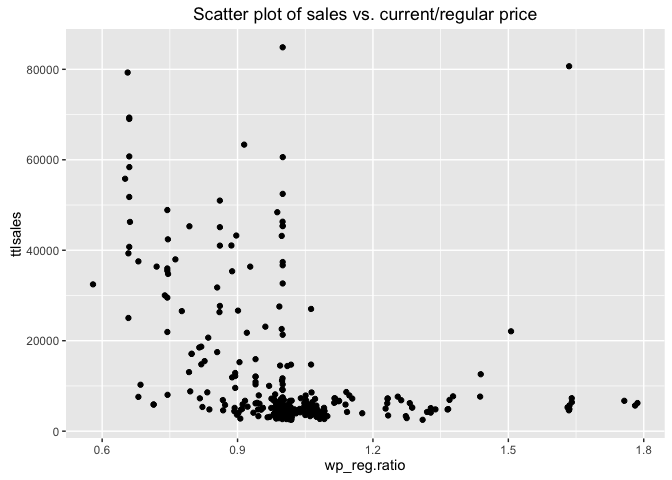 Scatter plot of sales vs. current/regular price
80000
60000
ttlsales
40000
20000
0
0.6 0.9 1.2 1.5 1.8
wp_reg.ratio